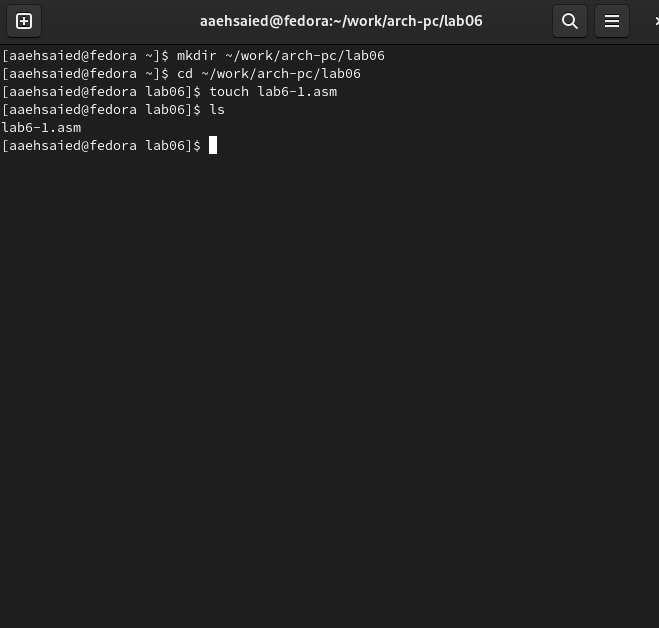 aaehsaied@fedora:~/work/arch-pc/lab06
[aaehsaied@fedora ~]$ mkdir ~/work/arch-pc/lab06
[aaehsaied@fedora ~]$ cd ~/work/arch-pc/lab06
[aaehsaied@fedora lab06]$ touch lab6-1.asm
[aaehsaied@fedora lab06]$ ls
lab6-1.asm
[aaehsaied@fedora lab06]$